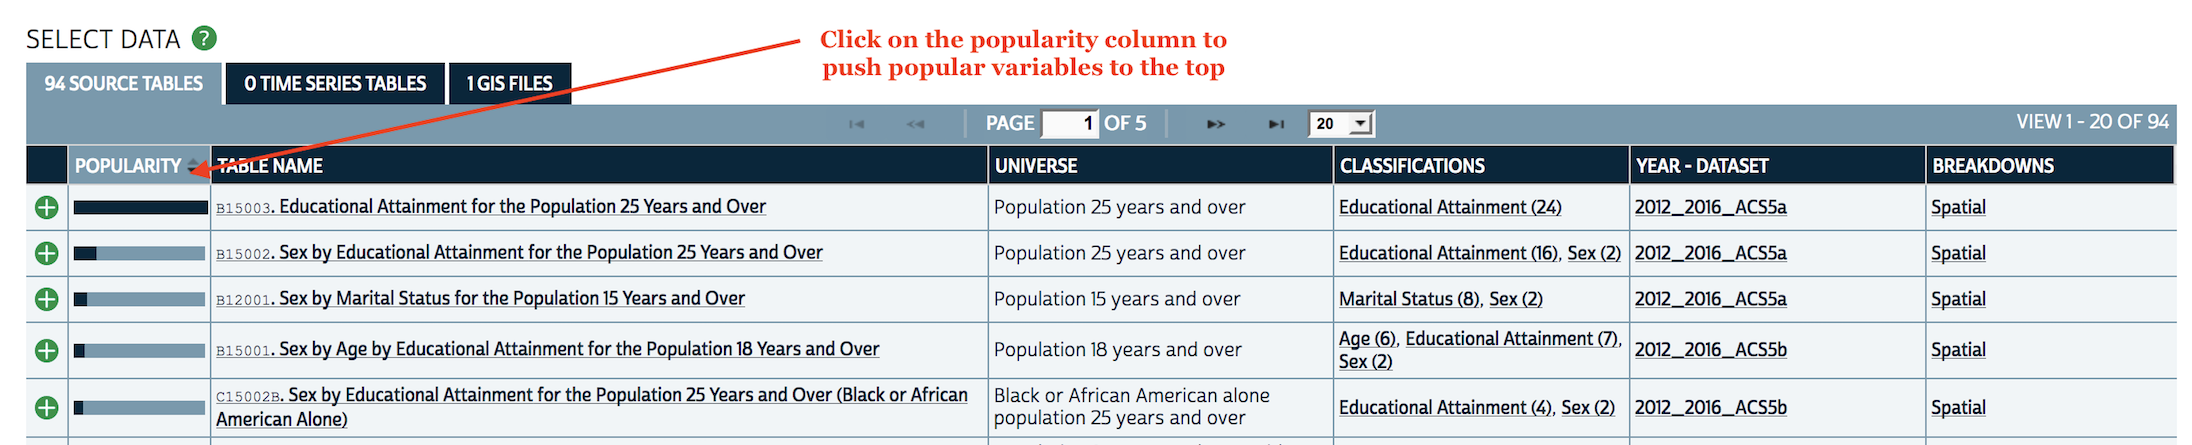 SELECT DATA ?
Click on the popularity column to
push popular variables to the top
94 SOURCE TABLES 0 TIME SERIES TABLES 1 GIS FILES
PAGE 1 OF 5 20 VIEW 1 - 20 OF 94
POPULARITY TABLE NAME UNIVERSE CLASSIFICATIONS YEAR - DATASET BREAKDOWNS
B15003. Educational Attainment for the Population 25 Years and Over Population 25 years and over Educational Attainment (24) 2012_2016_ACS5a Spatial
B15002. Sex by Educational Attainment for the Population 25 Years and Over Population 25 years and over Educational Attainment (16), Sex (2) 2012_2016_ACS5a Spatial
B12001. Sex by Marital Status for the Population 15 Years and Over Population 15 years and over Marital Status (8), Sex (2) 2012_2016_ACS5a Spatial
B15001. Sex by Age by Educational Attainment for the Population 18 Years and Over Population 18 years and over Age (6), Educational Attainment (7), 2012_2016_ACS5b Spatial
Sex (2)
C15002B. Sex by Educational Attainment for the Population 25 Years and Over (Black or African Black or African American alone Educational Attainment (4), Sex (2) 2012_2016_ACS5b Spatial
American Alone) population 25 years and over